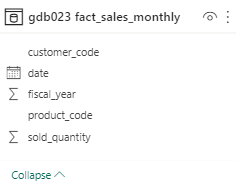 gdb023 fact_sales_monthly
customer_code
date
fiscal_year
product_code
sold_quantity
Collapse